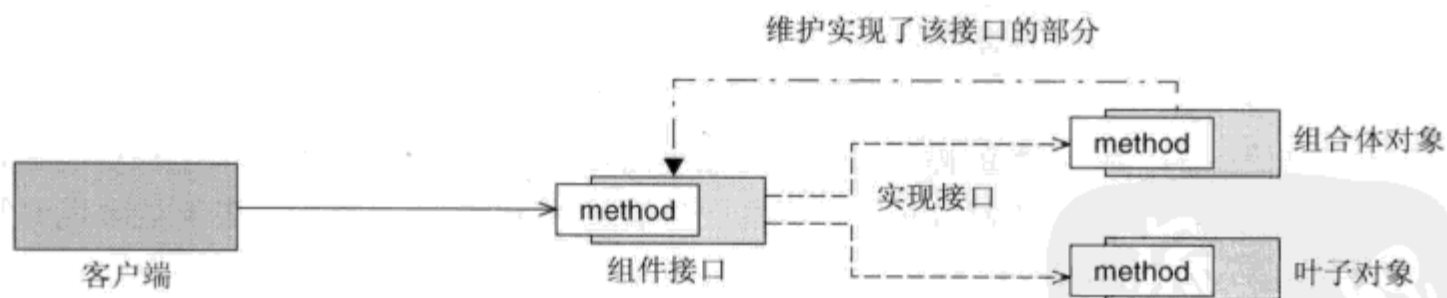 维护实现了该接口的部分
method
组合体对象
实现接口
method
组件接口
客户端
method
叶子对象